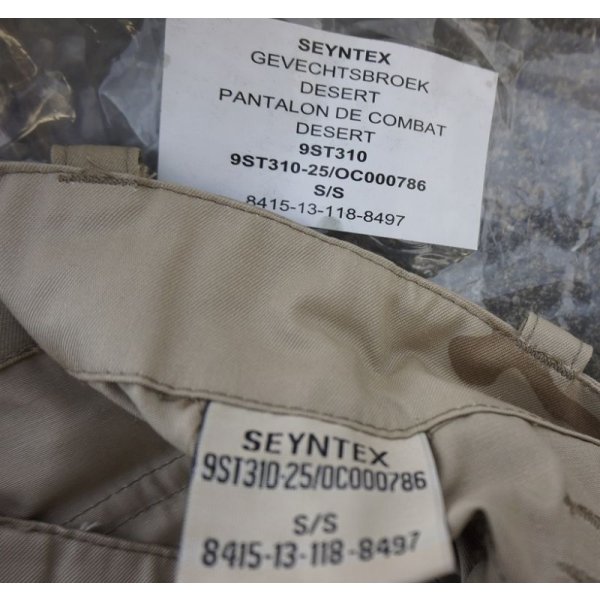 SEYNTEX
GEVECHTSBROEK
DESERT
PANTALON DE COMBAT
DESERT
9ST310
9ST310-25/OC000786
S/S
8415-13-118-8497
SEYNTEX
9ST310-25/OC000786
S/S
8415-13-118-8497